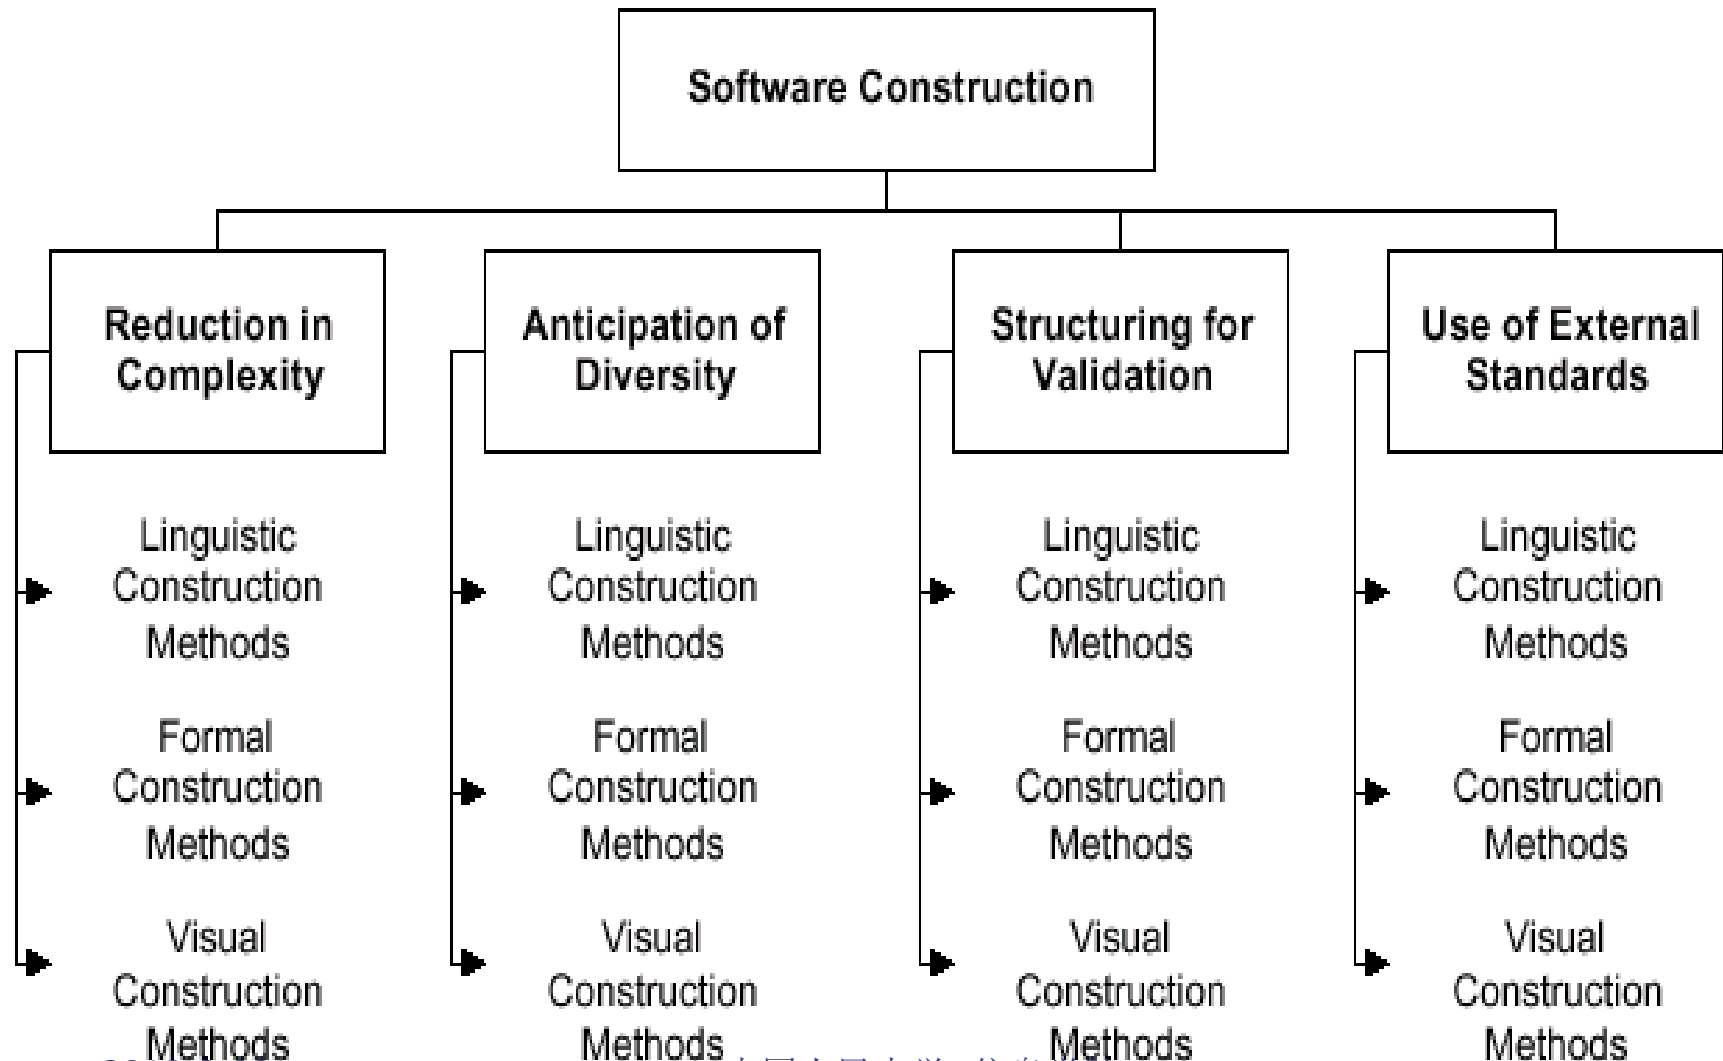 Software Construction
Reduction in
Complexity
Linguistic
Construction
Methods
Formal
Construction
Methods
Visual
Construction
Methods
Anticipation of
Diversity
Linguistic
Construction
Methods
Formal
Construction
Methods
Visual
Construction
Methods
Structuring for
Validation
Linguistic
Construction
Methods
Formal
Construction
Methods
Visual
Construction
Methods
Use of External
Standards
Linguistic
Construction
Methods
Formal
Construction
Methods
Visual
Construction
Methods